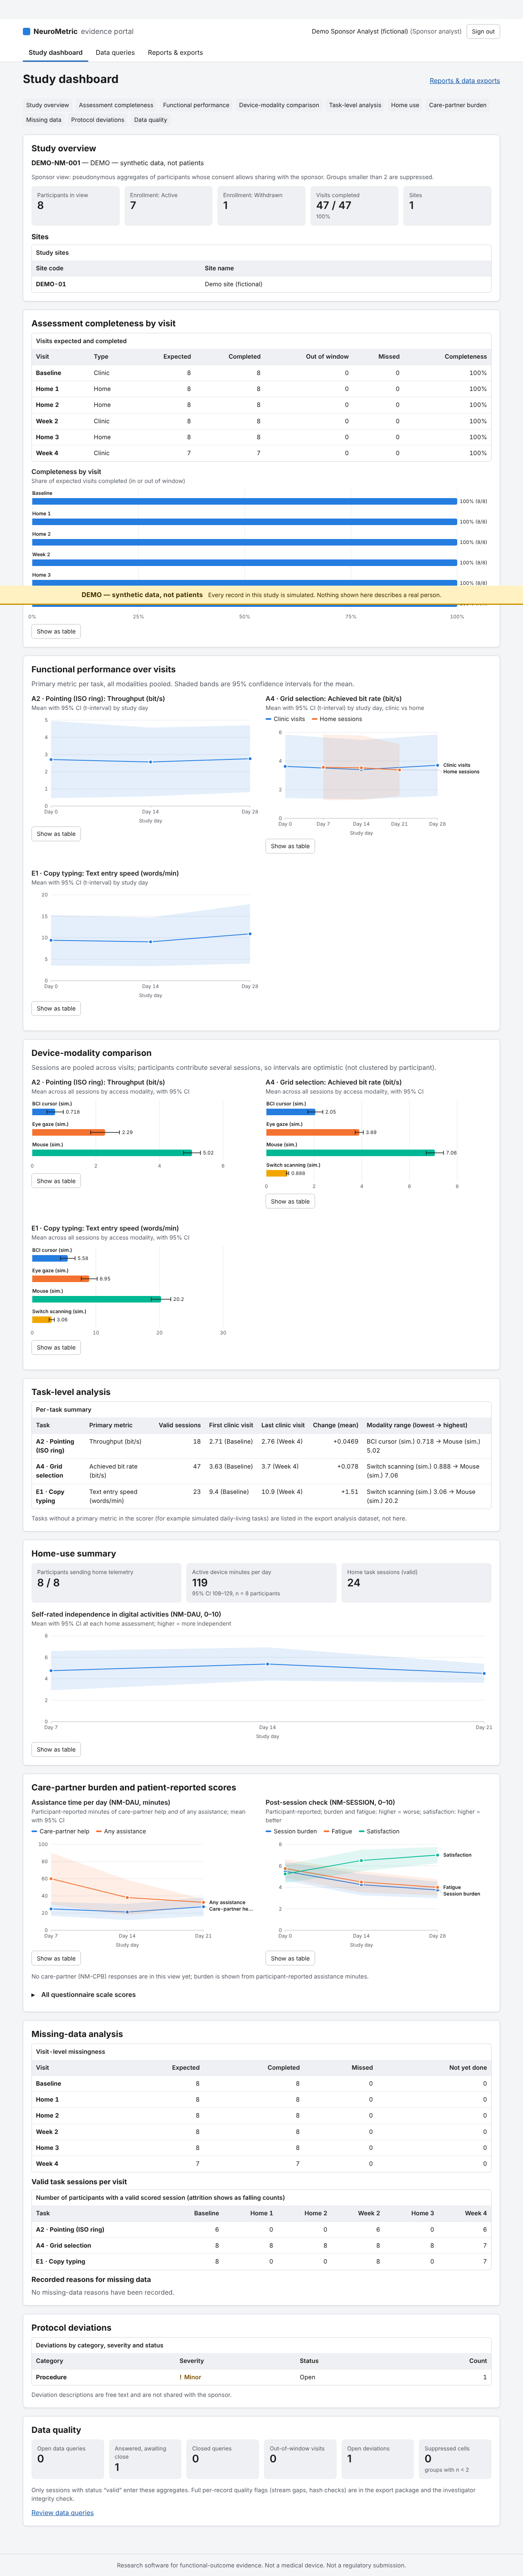 NeuroMetric evidence portal
Demo Sponsor Analyst (fictional) (Sponsor analyst) Sign out
Study dashboard Data queries Reports & exports
Study dashboard
Reports & data exports
Study overview Assessment completeness Functional performance Device-modality comparison Task-level analysis Home use Care-partner burden
Missing data Protocol deviations Data quality
Study overview
DEMO-NM-001 — DEMO — synthetic data, not patients
Sponsor view: pseudonymous aggregates of participants whose consent allows sharing with the sponsor. Groups smaller than 2 are suppressed.
Participants in view
8
Enrollment: Active
7
Enrollment: Withdrawn
1
Visits completed
47 / 47
100%
Sites
1
Sites
Study sites
Site code Site name
DEMO-01 Demo site (fictional)
Assessment completeness by visit
Visits expected and completed
Visit Type Expected Completed Out of window Missed Completeness
Baseline Clinic 8 8 0 0 100%
Home 1 Home 8 8 0 0 100%
Home 2 Home 8 8 0 0 100%
Week 2 Clinic 8 8 0 0 100%
Home 3 Home 8 8 0 0 100%
Week 4 Clinic 7 7 0 0 100%
Completeness by visit
Share of expected visits completed (in or out of window)
Baseline
100% (8/8)
Home 1
100% (8/8)
Home 2
100% (8/8)
Week 2
100% (8/8)
Home 3
100% (8/8)
DEMO — synthetic data, not patients Every record in this study is simulated. Nothing shown here describes a real person.
0% 25% 50% 75% 100%
Show as table
Functional performance over visits
Primary metric per task, all modalities pooled. Shaded bands are 95% confidence intervals for the mean.
A2 · Pointing (ISO ring): Throughput (bit/s)
Mean with 95% CI (t-interval) by study day
5
4
3
2
1
0
Day 0 Day 14 Day 28
Study day
Show as table
A4 · Grid selection: Achieved bit rate (bit/s)
Mean with 95% CI (t-interval) by study day, clinic vs home
Clinic visits Home sessions
6
4
2
0
Clinic visits
Home sessions
Day 0 Day 7 Day 14 Day 21 Day 28
Study day
Show as table
E1 · Copy typing: Text entry speed (words/min)
Mean with 95% CI (t-interval) by study day
20
15
10
5
0
Day 0 Day 14 Day 28
Study day
Show as table
Device-modality comparison
Sessions are pooled across visits; participants contribute several sessions, so intervals are optimistic (not clustered by participant).
A2 · Pointing (ISO ring): Throughput (bit/s)
Mean across all sessions by access modality, with 95% CI
BCI cursor (sim.)
0.718
Eye gaze (sim.)
2.29
Mouse (sim.)
5.02
0 2 4 6
Show as table
A4 · Grid selection: Achieved bit rate (bit/s)
Mean across all sessions by access modality, with 95% CI
BCI cursor (sim.)
2.05
Eye gaze (sim.)
3.89
Mouse (sim.)
7.06
Switch scanning (sim.)
0.888
0 2 4 6 8
Show as table
E1 · Copy typing: Text entry speed (words/min)
Mean across all sessions by access modality, with 95% CI
BCI cursor (sim.)
5.58
Eye gaze (sim.)
8.95
Mouse (sim.)
20.2
Switch scanning (sim.)
3.06
0 10 20 30
Show as table
Task-level analysis
Per-task summary
Task Primary metric Valid sessions First clinic visit Last clinic visit Change (mean) Modality range (lowest → highest)
A2 · Pointing (ISO ring) Throughput (bit/s) 18 2.71 (Baseline) 2.76 (Week 4) +0.0469 BCI cursor (sim.) 0.718 → Mouse (sim.) 5.02
A4 · Grid selection Achieved bit rate (bit/s) 47 3.63 (Baseline) 3.7 (Week 4) +0.078 Switch scanning (sim.) 0.888 → Mouse (sim.) 7.06
E1 · Copy typing Text entry speed (words/min) 23 9.4 (Baseline) 10.9 (Week 4) +1.51 Switch scanning (sim.) 3.06 → Mouse (sim.) 20.2
Tasks without a primary metric in the scorer (for example simulated daily-living tasks) are listed in the export analysis dataset, not here.
Home-use summary
Participants sending home telemetry
8 / 8
Active device minutes per day
119
95% CI 108–129, n = 8 participants
Home task sessions (valid)
24
Self-rated independence in digital activities (NM-DAU, 0–10)
Mean with 95% CI at each home assessment; higher = more independent
8
6
4
2
0
Day 7 Day 14 Day 21
Study day
Show as table
Care-partner burden and patient-reported scores
Assistance time per day (NM-DAU, minutes)
Participant-reported minutes of care-partner help and of any assistance; mean
with 95% CI
Care-partner help Any assistance
100
80
60
40
20
0
Any assistance
Care-partner he…
Day 7 Day 14 Day 21
Study day
Show as table
Post-session check (NM-SESSION, 0–10)
Participant-reported; burden and fatigue: higher = worse; satisfaction: higher =
better
Session burden Fatigue Satisfaction
8
6
4
2
0
Satisfaction
Fatigue
Session burden
Day 0 Day 14 Day 28
Study day
Show as table
No care-partner (NM-CPB) responses are in this view yet; burden is shown from participant-reported assistance minutes.
▸ All questionnaire scale scores
Missing-data analysis
Visit-level missingness
Visit Expected Completed Missed Not yet done
Baseline 8 8 0 0
Home 1 8 8 0 0
Home 2 8 8 0 0
Week 2 8 8 0 0
Home 3 8 8 0 0
Week 4 7 7 0 0
Valid task sessions per visit
Number of participants with a valid scored session (attrition shows as falling counts)
Task Baseline Home 1 Home 2 Week 2 Home 3 Week 4
A2 · Pointing (ISO ring) 6 0 0 6 0 6
A4 · Grid selection 8 8 8 8 8 7
E1 · Copy typing 8 0 0 8 0 7
Recorded reasons for missing data
No missing-data reasons have been recorded.
Protocol deviations
Deviations by category, severity and status
Category Severity Status Count
Procedure ! Minor Open 1
Deviation descriptions are free text and are not shared with the sponsor.
Data quality
Open data queries
0
Answered, awaiting close
1
Closed queries
0
Out-of-window visits
0
Open deviations
1
Suppressed cells
0
groups with n < 2
Only sessions with status “valid” enter these aggregates. Full per-record quality flags (stream gaps, hash checks) are in the export package and the investigator
integrity check.
Review data queries
Research software for functional-outcome evidence. Not a medical device. Not a regulatory submission.